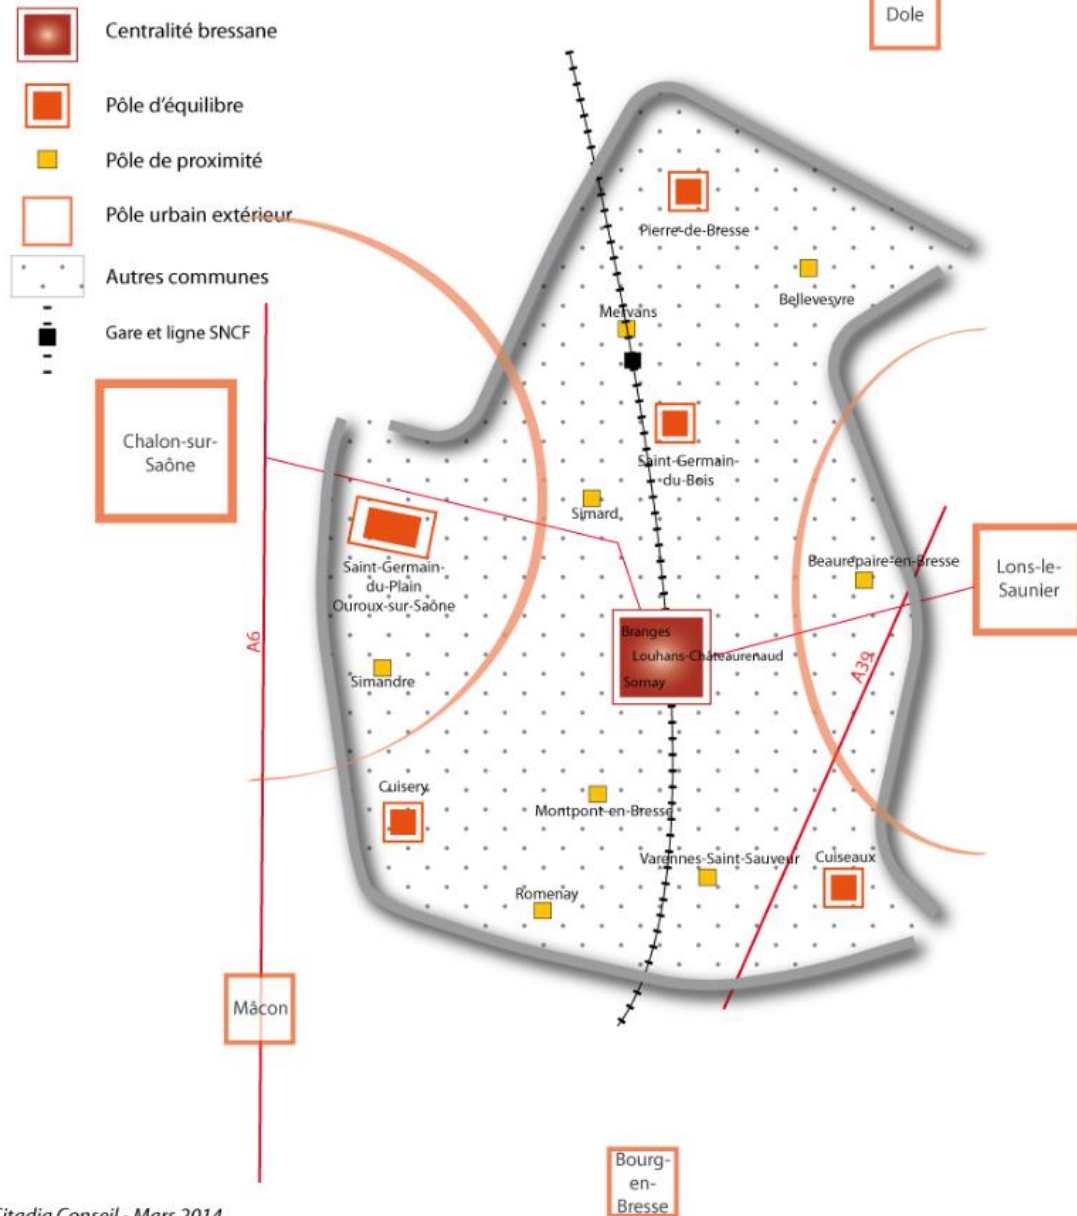 Centralité bressane
Dole
Pôle d'équilibre
Pôle de proximité
Pôle urbain extérieur
Pierre-de-Bresse
Autres communes
Bellevesvre
Mervans
Gare et ligne SNCF
Chalon-sur-
Saône
Saint-Germain-
du-Bois
Simard
Saint-Germain-
du-Plain
Ouroux-sur-Saône
Beaurepaire-en-Bresse
Lons-le-
Saunier
A6
Branges
Louhans-Châteaurenaud
Sornay
A39
Simandre
Cuisery
Montpont-en-Bresse
Varennes-Saint-Sauveur
Cuiseaux
Romenay
Mâcon
Bourg-
en-
Bresse
Citadia Conseil - Mars 2014